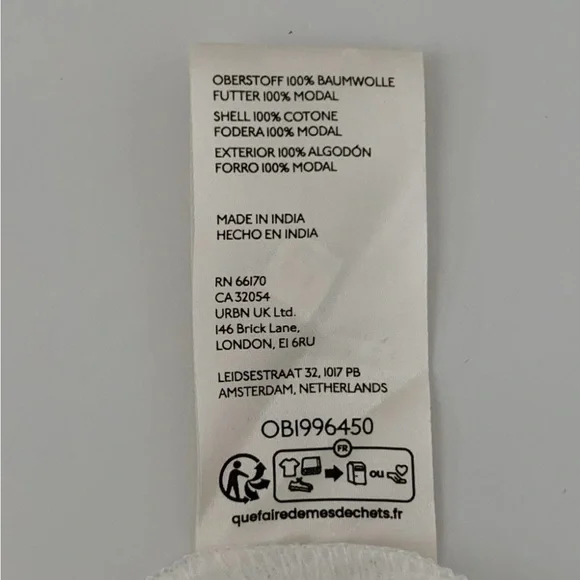 OBERSTOFF 100% BAUMWOLLE
FUTTER 100% MODAL
SHELL 100% COTONE
FODERA 100% MODAL
EXTERIOR 100% ALGODÓN
FORRO 100% MODAL
MADE IN INDIA
HECHO EN INDIA
RN 66170
CA 32054
URBN UK Ltd.
146 Brick Lane,
LONDON, E1 6RU
LEIDSESTRAAT 32, 1017 PB
AMSTERDAM, NETHERLANDS
OB1996450
FR
ou
quefairedemesdechets.fr